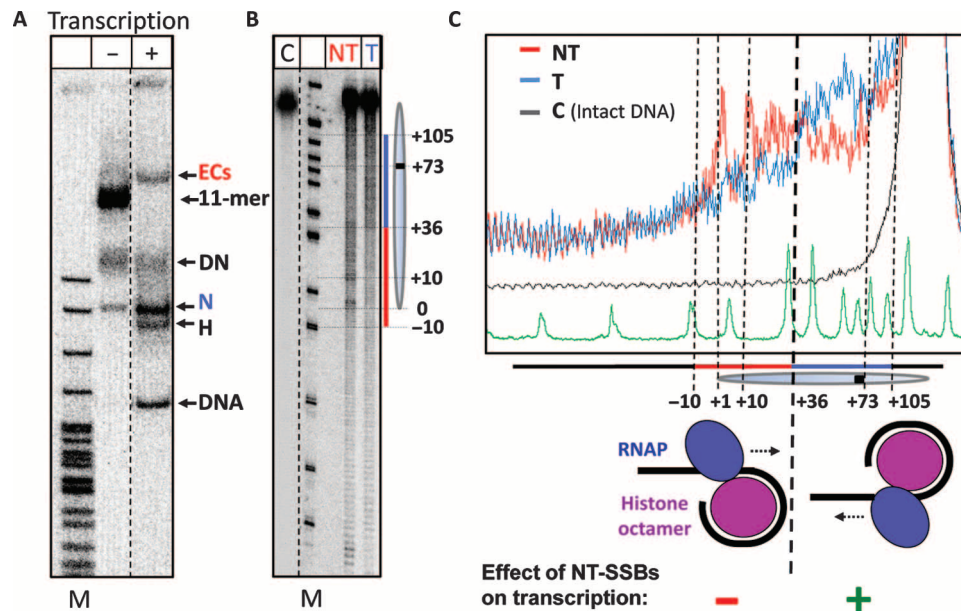 A
Transcription
− +
ECs
11-mer
DN
N
H
DNA
M
B
C NT T
+105
+73
+36
+10
0
−10
M
C
NT
T
C (Intact DNA)
−10 +1 +10 +36 +73 +105
RNAP
Histone
octamer
Effect of NT-SSBs
on transcription: − +